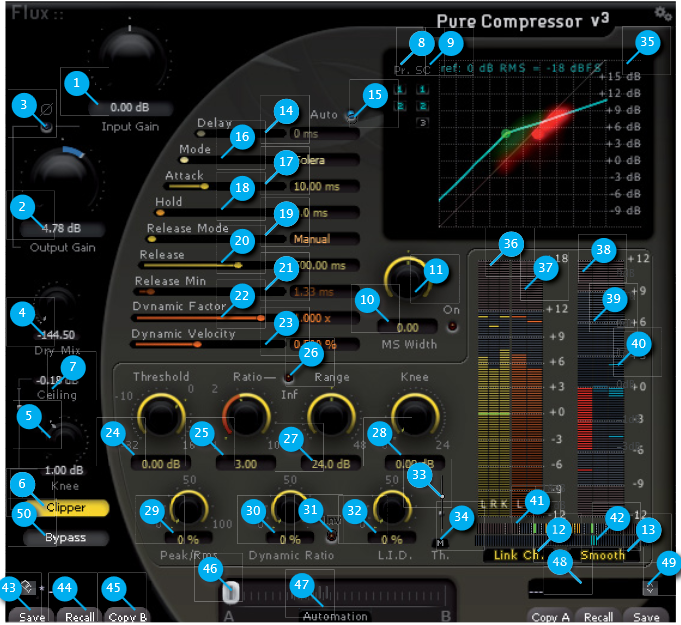 Flux ::
Pure Compressor v3
8
9
35
Pr. SC
ref: 0 dB RMS = -18 dBFS
1
0.00 dB
Input Gain
3
Ø
1 1
2 2
3
+15 dB
+12 dB
+9 dB
+6 dB
+3 dB
+0 dB
-3 dB
-6 dB
-9 dB
Delay
14
Auto
15
0 ms
Mode
16
Solera
Attack
17
10.00 ms
Hold
18
.0 ms
Release Mode
19
Manual
Release
20
500.00 ms
Release Min
21
1.33 ms
Dynamic Factor
22
.000 x
Dynamic Velocity
23
%
2
4.78 dB
Output Gain
4
-144.50
Dry Mix
-0.18 dB
7
Ceiling
5
1.00 dB
Knee
6
Clipper
50
Bypass
10
11
0.00
MS Width
On
36
18
37
38
+12
39
40
+12
+9
+6
+3
+0
-3
-6
-9
-12
+12
+9
+6
+3
+0
-3
-6
-9
-12
L R K
L
Threshold
Ratio
26
Inf
Range
Knee
-10
0
2
10
48
0
24
32
16
24
0.00 dB
25
3.00
27
24.0 dB
28
0.00 dB
29
50
100
0 %
Peak/Rms
30
50
0 %
Dynamic Ratio
31
32
50
0 %
L.I.D.
33
34
M
Th.
41
42
12
Link Ch.
13
Smooth
43
*
44
45
46
47
48
---
49
Save
Recall
Copy B
A
Automation
B
Copy A
Recall
Save